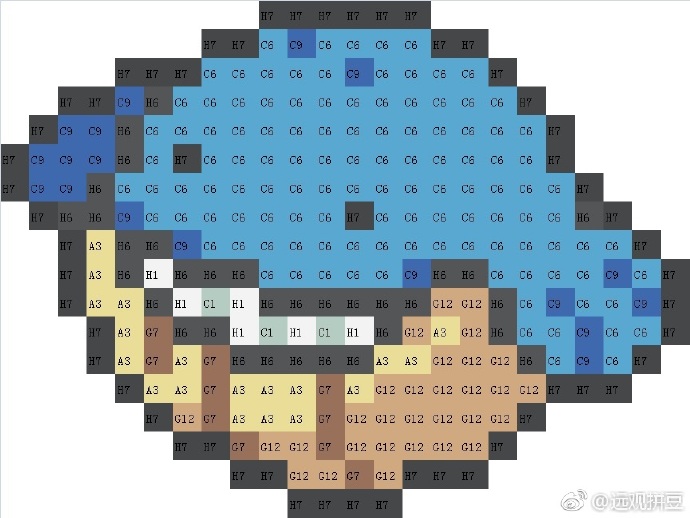 H7 H7 H7 H7 H7 H7
H7 H7 C6 C9 C6 C6 C6 C6 H7 H7
H7 H7 H7 C6 C6 C6 C6 C6 C9 C6 C6 C6 C6 H7
H7 H7 C9 H6 C6 C6 C6 C6 C6 C6 C6 C6 C6 C6 C6 C6 H7
H7 C9 C9 H6 C6 C6 C6 C6 C6 C6 C6 C6 C6 C6 C6 C6 C6 C6 H7
H7 C9 C9 C9 H6 C6 H7 C6 C6 C6 C6 C6 C6 C6 C6 C6 C6 C6 C6 H7
H7 C9 C9 H6 C6 C6 C6 C6 C6 C6 C6 C6 C6 C6 C6 C6 C6 C6 C6 C6 H7
H7 H6 H6 C9 C6 C6 C6 C6 C6 C6 C6 H7 C6 C6 C6 C6 C6 C6 C6 H6 H7
H7 A3 H6 H6 C9 C6 C6 C6 C6 C6 C6 C6 C6 C6 C6 C6 C6 C6 C6 C6 H7
H7 A3 H6 H1 H6 H6 H6 C6 C6 C6 C6 C6 C9 H6 H6 C6 C6 C6 C6 C9 C6 H7
H7 A3 A3 H6 H1 C1 H1 H6 H6 H6 H6 H6 H6 G12 G12 H6 C6 C9 C6 C6 C9 H7
H7 A3 G7 H6 H6 H1 C1 H1 C1 H1 H6 G12 A3 G12 H6 C6 C6 C9 C6 C6 H7
H7 A3 G7 A3 G7 H6 H6 H6 H6 H6 A3 A3 G12 G12 G12 H6 C6 C9 C6 H7
H7 A3 A3 G7 A3 A3 A3 G7 A3 G12 G12 G12 G12 G12 G12 H7 H7 H7
H7 G12 G7 A3 A3 A3 G7 G12 G12 G12 G12 G12 G12 H7
H7 H7 G7 G12 G12 G7 G12 G12 G12 G12 G12 H7
H7 H7 G12 G12 G7 G12 H7 H7 H7
H7 H7 H7 H7
@远观拼豆